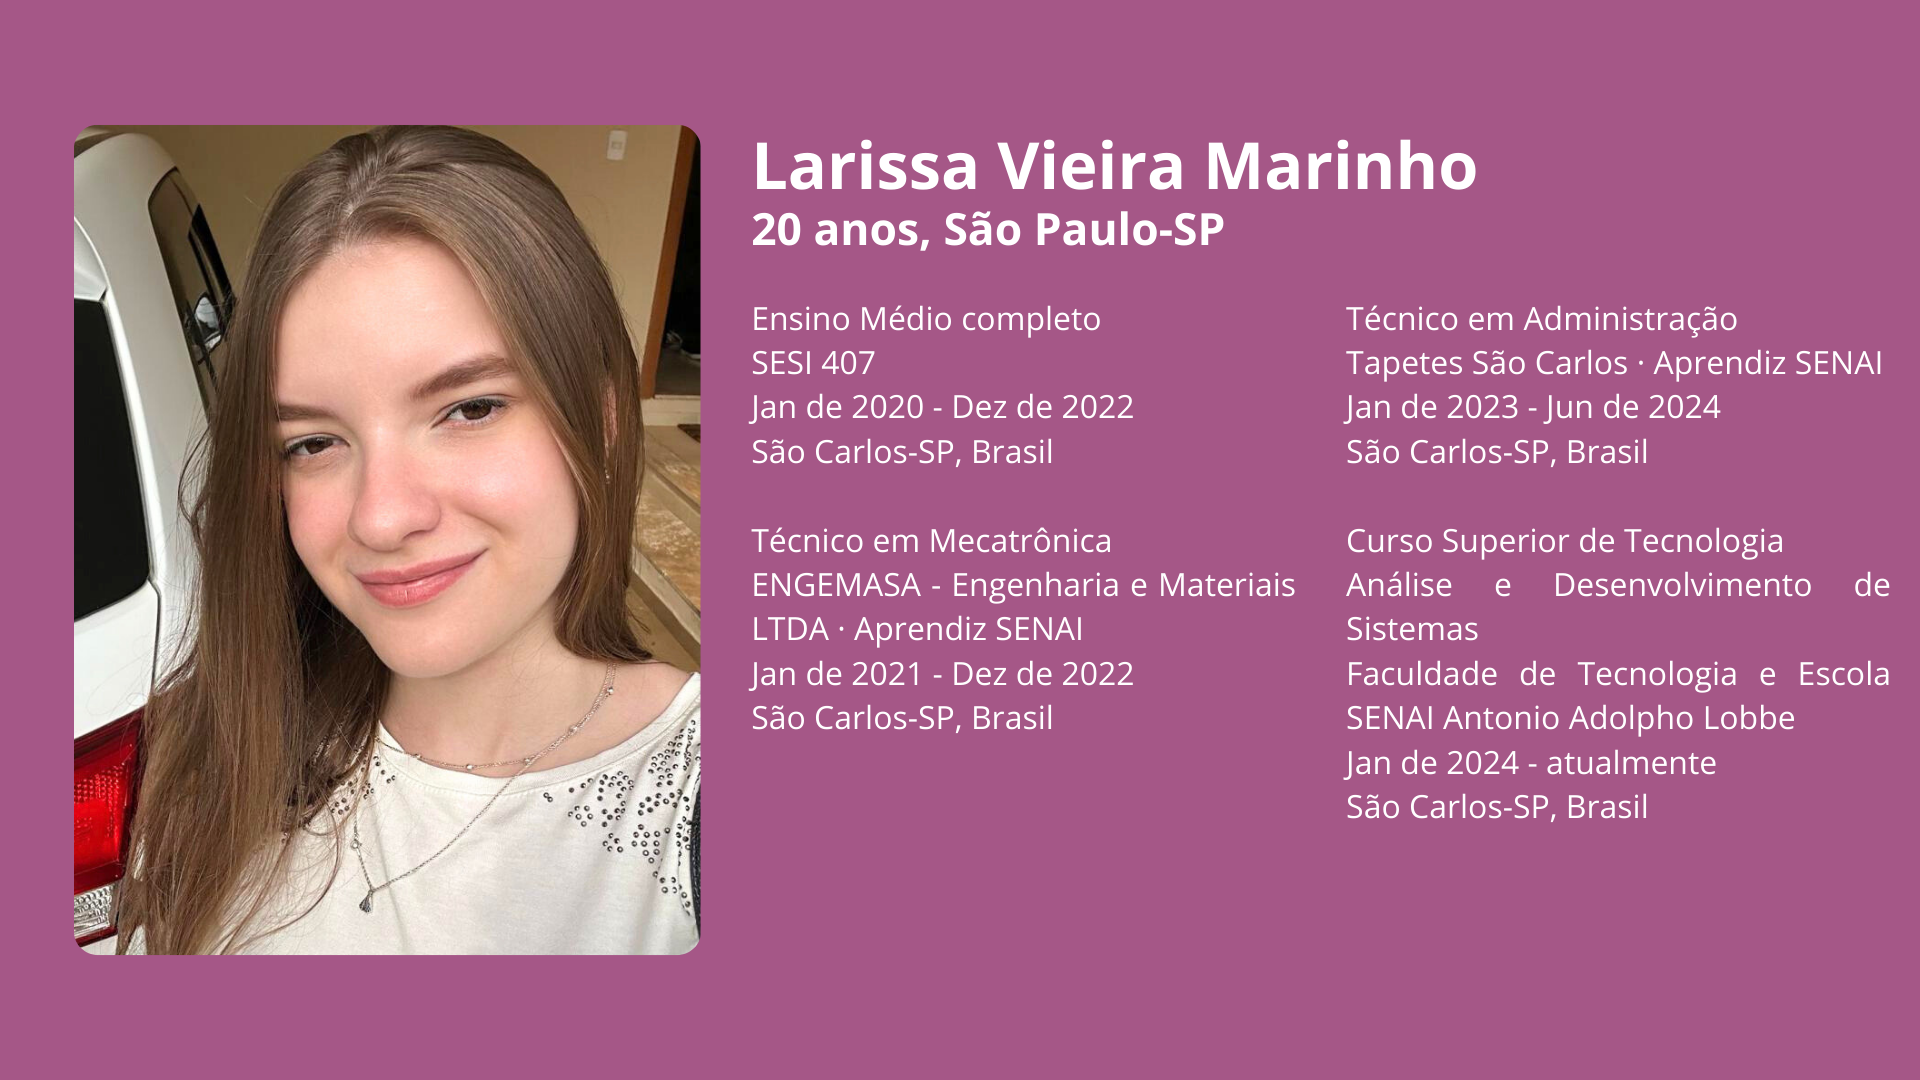 Larissa Vieira Marinho
20 anos, São Paulo-SP
Ensino Médio completo
SESI 407
Jan de 2020 - Dez de 2022
São Carlos-SP, Brasil
Técnico em Mecatrônica
ENGEMASA - Engenharia e Materiais
LTDA · Aprendiz SENAI
Jan de 2021 - Dez de 2022
São Carlos-SP, Brasil
Técnico em Administração
Tapetes São Carlos · Aprendiz SENAI
Jan de 2023 - Jun de 2024
São Carlos-SP, Brasil
Curso Superior de Tecnologia
Análise e Desenvolvimento de
Sistemas
Faculdade de Tecnologia e Escola
SENAI Antonio Adolpho Lobbe
Jan de 2024 - atualmente
São Carlos-SP, Brasil